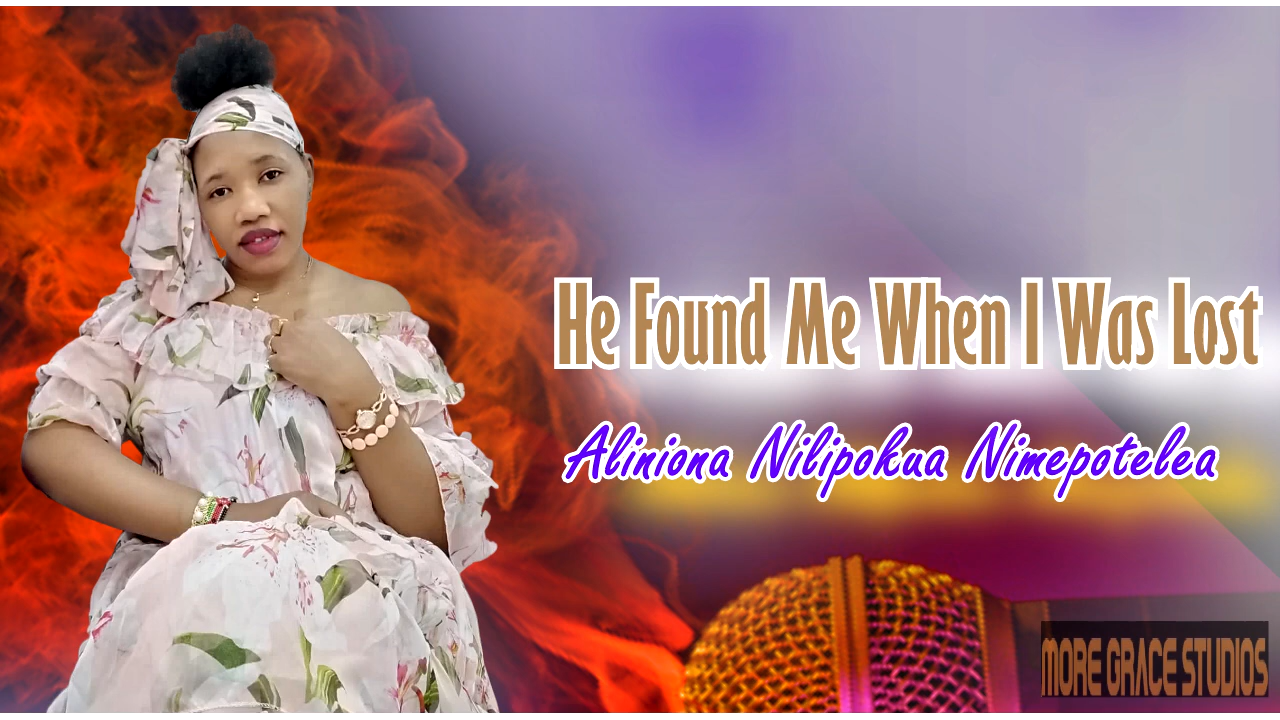 He Found Me When I Was Lost
Aliniona Nilipokua Nimepotelea
MORE GRACE STUDIOS